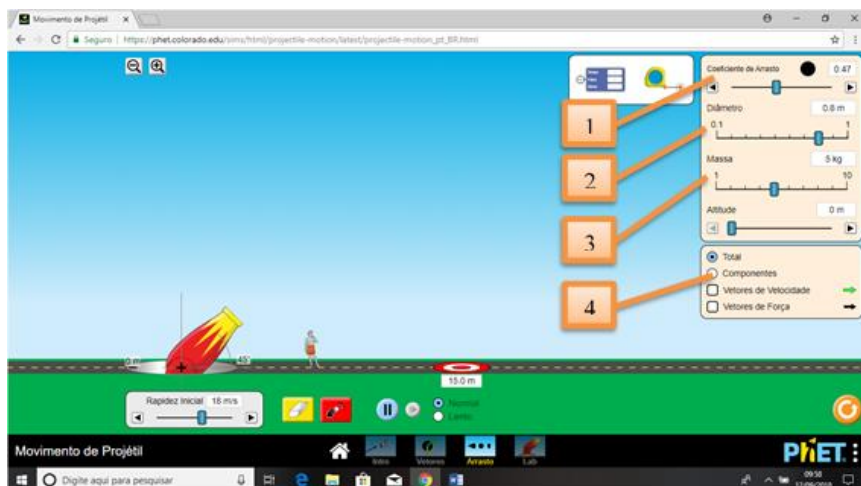 Movimento de Projétil
Seguro | https://phet.colorado.edu/sims/html/projectile-motion/latest/projectile-motion_pt_BR.html
Coeficiente de Arrasto 0.47
Diâmetro 0.8 m
0.1 1
Massa 5 kg
1 10
Altitude 0 m
Total
Componentes
Vetores de Velocidade
Vetores de Força
1
2
3
4
0 m
45°
15.0 m
Rapidez Inicial 18 m/s
Normal
Lento
Movimento de Projétil
Intro
Vetores
Arrasto
Lab
PhET
Digite aqui para pesquisar
09:58